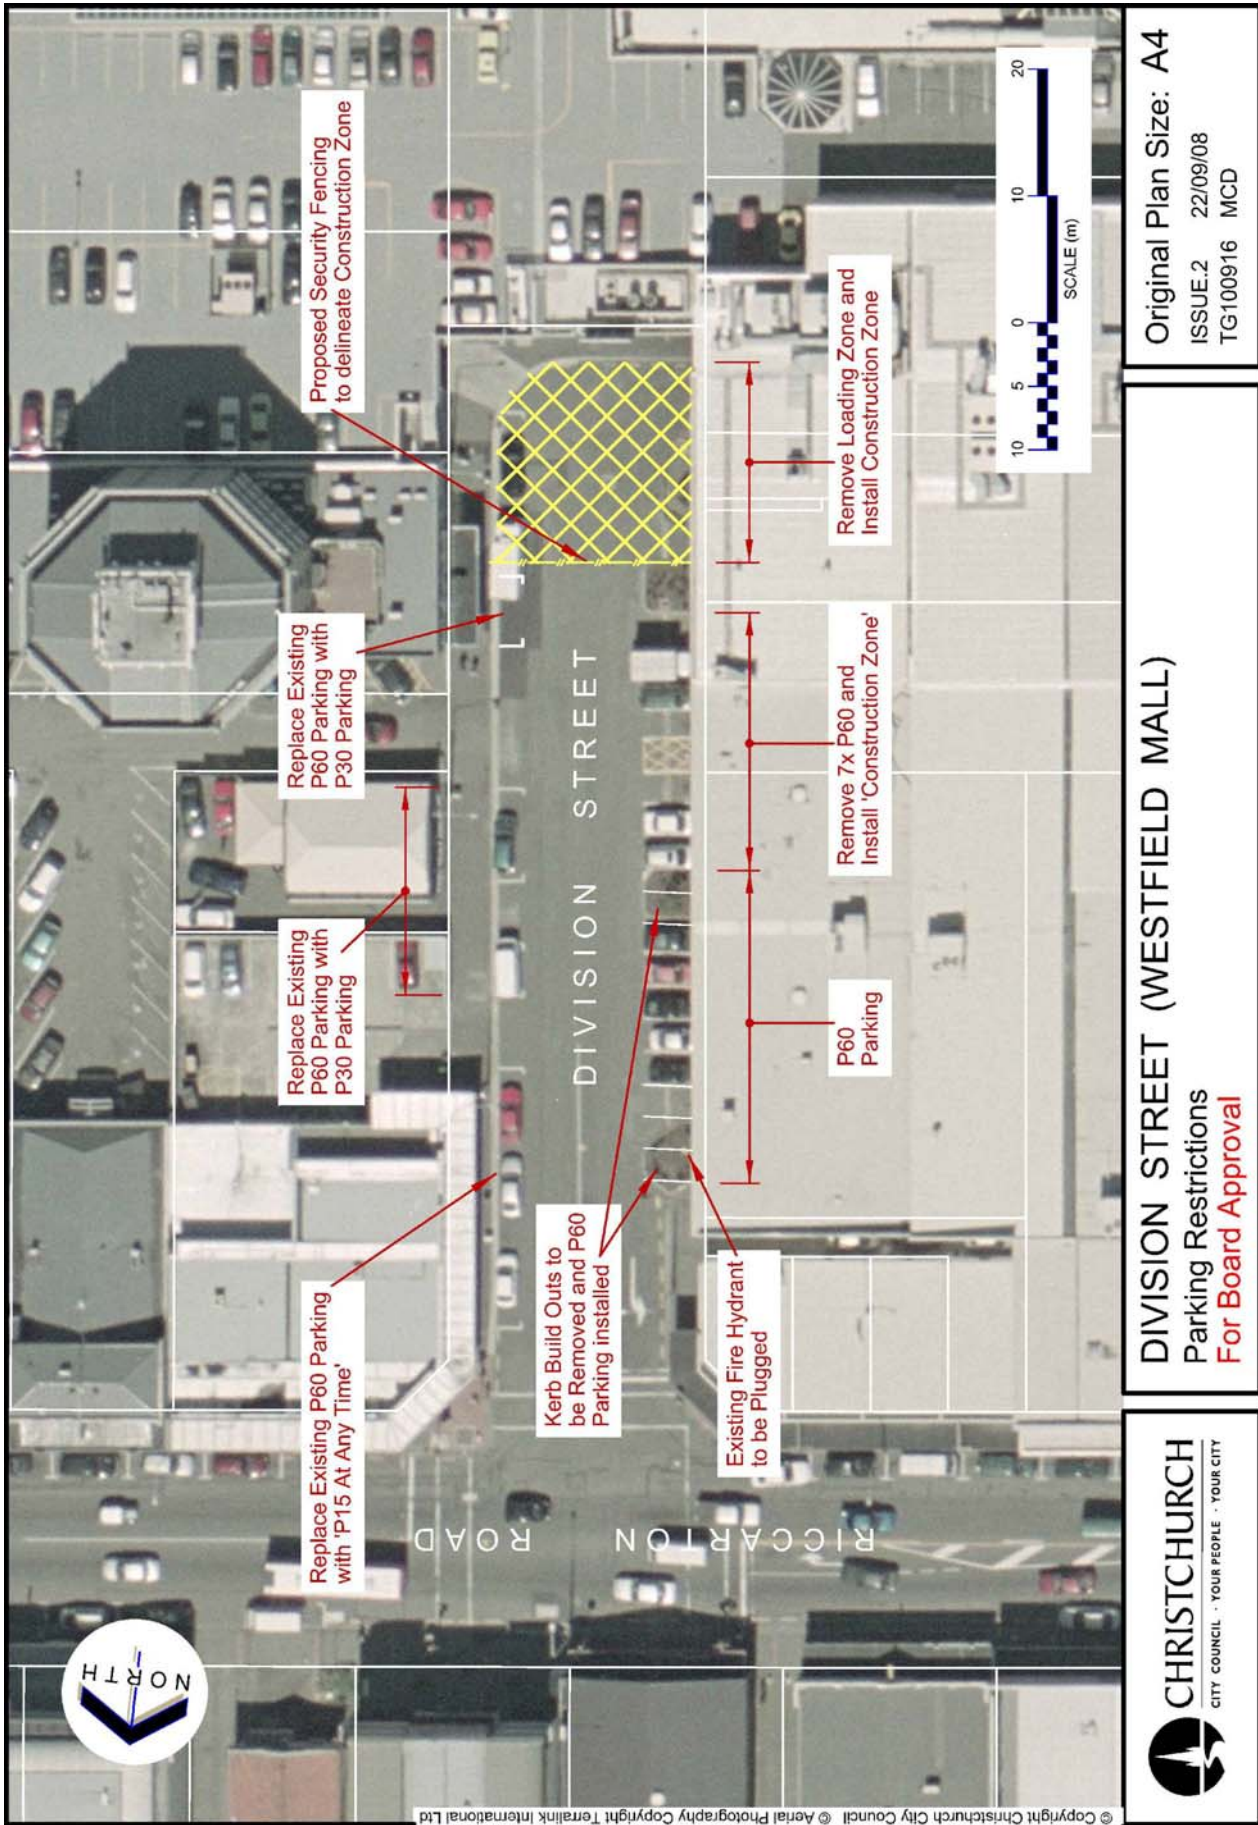 Proposed Security Fencing
to delineate Construction Zone
Replace Existing
P60 Parking with
P30 Parking
Replace Existing
P60 Parking with
P30 Parking
Replace Existing P60 Parking
with 'P15 At Any Time'
NORTH
DIVISION STREET
RICCARTON ROAD
Kerb Build Outs to
be Removed and P60
Parking installed
Existing Fire Hydrant
to be Plugged
P60
Parking
Remove 7x P60 and
Install 'Construction Zone'
Remove Loading Zone and
Install Construction Zone
10 5 0 10 20
SCALE (m)
© Copyright Christchurch City Council © Aerial Photography Copyright Terralink International Ltd
CHRISTCHURCH
CITY COUNCIL · YOUR PEOPLE · YOUR CITY
DIVISION STREET (WESTFIELD MALL)
Parking Restrictions
For Board Approval
Original Plan Size: A4
ISSUE.2 22/09/08
TG100916 MCD